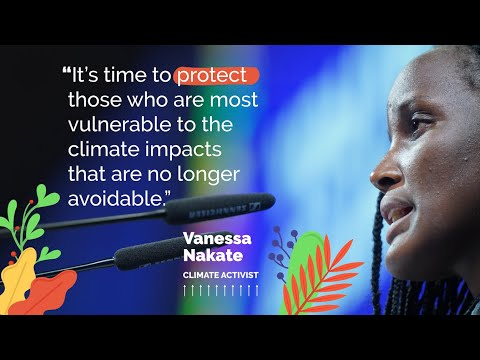 “It’s time to protect
those who are most
vulnerable to the
climate impacts
that are no longer
avoidable.”
SENNHEISER
Vanessa
Nakate
CLIMATE ACTIVIST